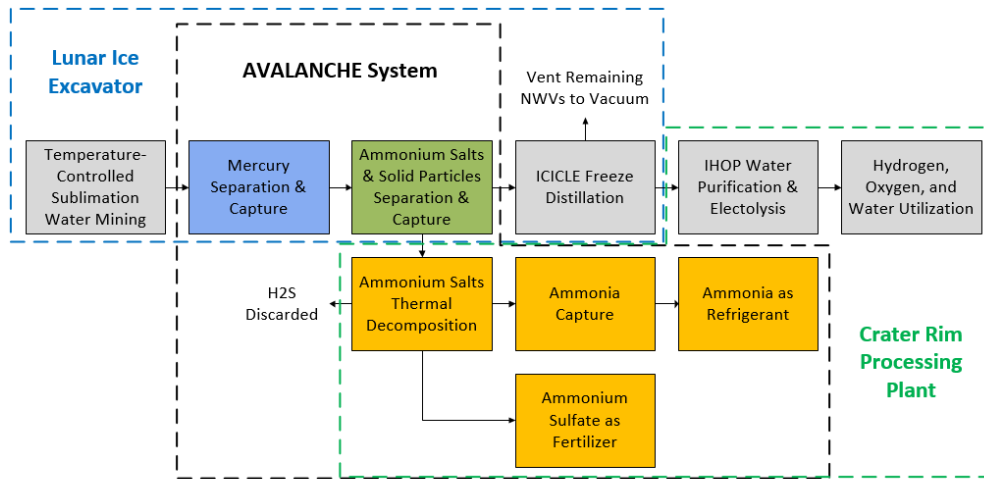 Lunar Ice
Excavator
AVALANCHE System
Vent Remaining
NWVs to Vacuum
Temperature-
Controlled
Sublimation
Water Mining
Mercury
Separation &
Capture
Ammonium Salts
& Solid Particles
Separation &
Capture
ICICLE Freeze
Distillation
IHOP Water
Purification &
Electolysis
Hydrogen,
Oxygen, and
Water Utilization
H2S
Discarded
Ammonium Salts
Thermal
Decomposition
Ammonia
Capture
Ammonia as
Refrigerant
Crater Rim
Processing
Plant
Ammonium
Sulfate as
Fertilizer